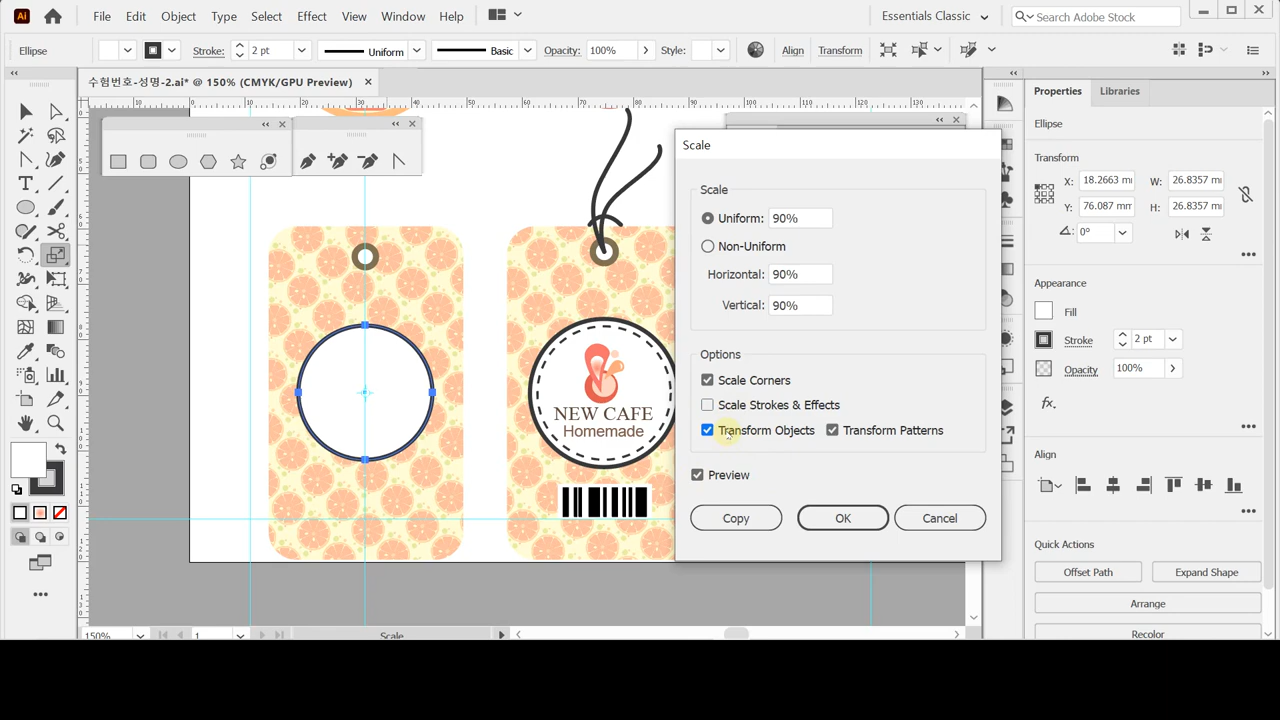 Ai File Edit Object Type Select Effect View Window Help Essentials Classic Search Adobe Stock
Ellipse Stroke: 2 pt Uniform Basic Opacity: 100% Style: Align Transform
수험번호-성명-2.ai* @ 150% (CMYK/GPU Preview)
Properties Libraries
Ellipse
Transform
X: 18.2663 mm W: 26.8357 mm
Y: 76.087 mm H: 26.8357 mm
0°
Appearance
Fill
Stroke 2 pt
Opacity 100%
fx.
Align
Quick Actions
Offset Path Expand Shape
Arrange
Recolor
Scale
Scale
Uniform: 90%
Non-Uniform
Horizontal: 90%
Vertical: 90%
Options
Scale Corners
Scale Strokes & Effects
Transform Objects Transform Patterns
Preview
Copy OK Cancel
NEW CAFE
Homemade
150% 1 Scale